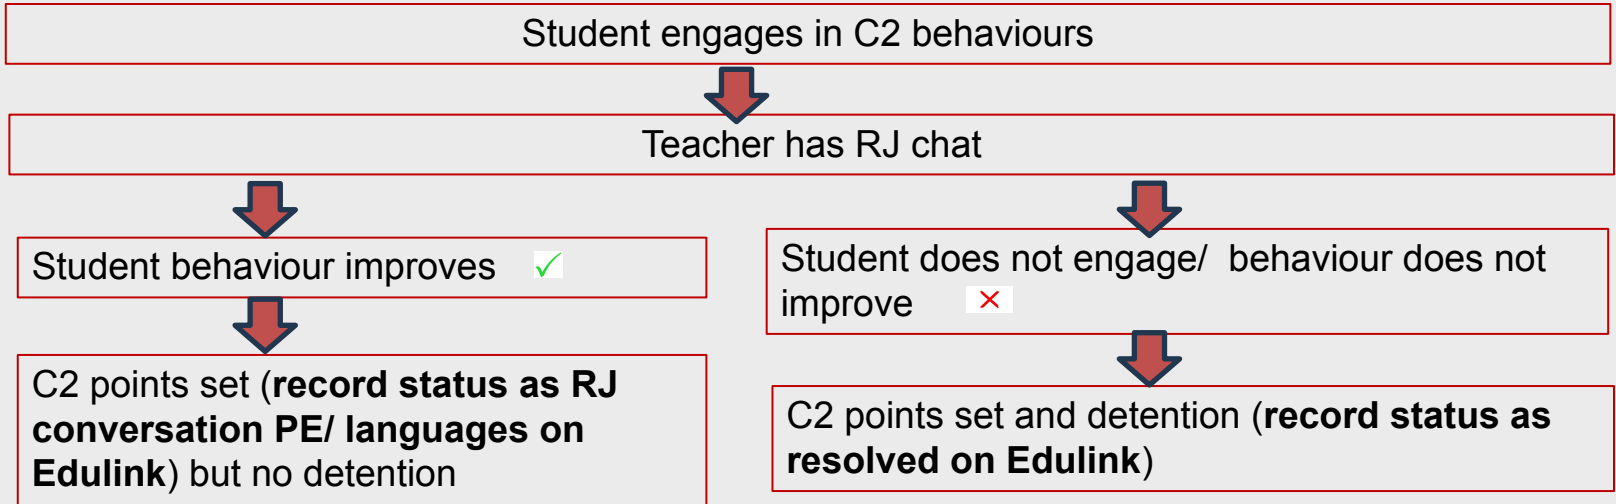 Student engages in C2 behaviours
Teacher has RJ chat
Student behaviour improves
Student does not engage/  behaviour does not
improve
C2 points set (record status as RJ
conversation PE/ languages on
Edulink) but no detention
C2 points set and detention (record status as
resolved on Edulink)